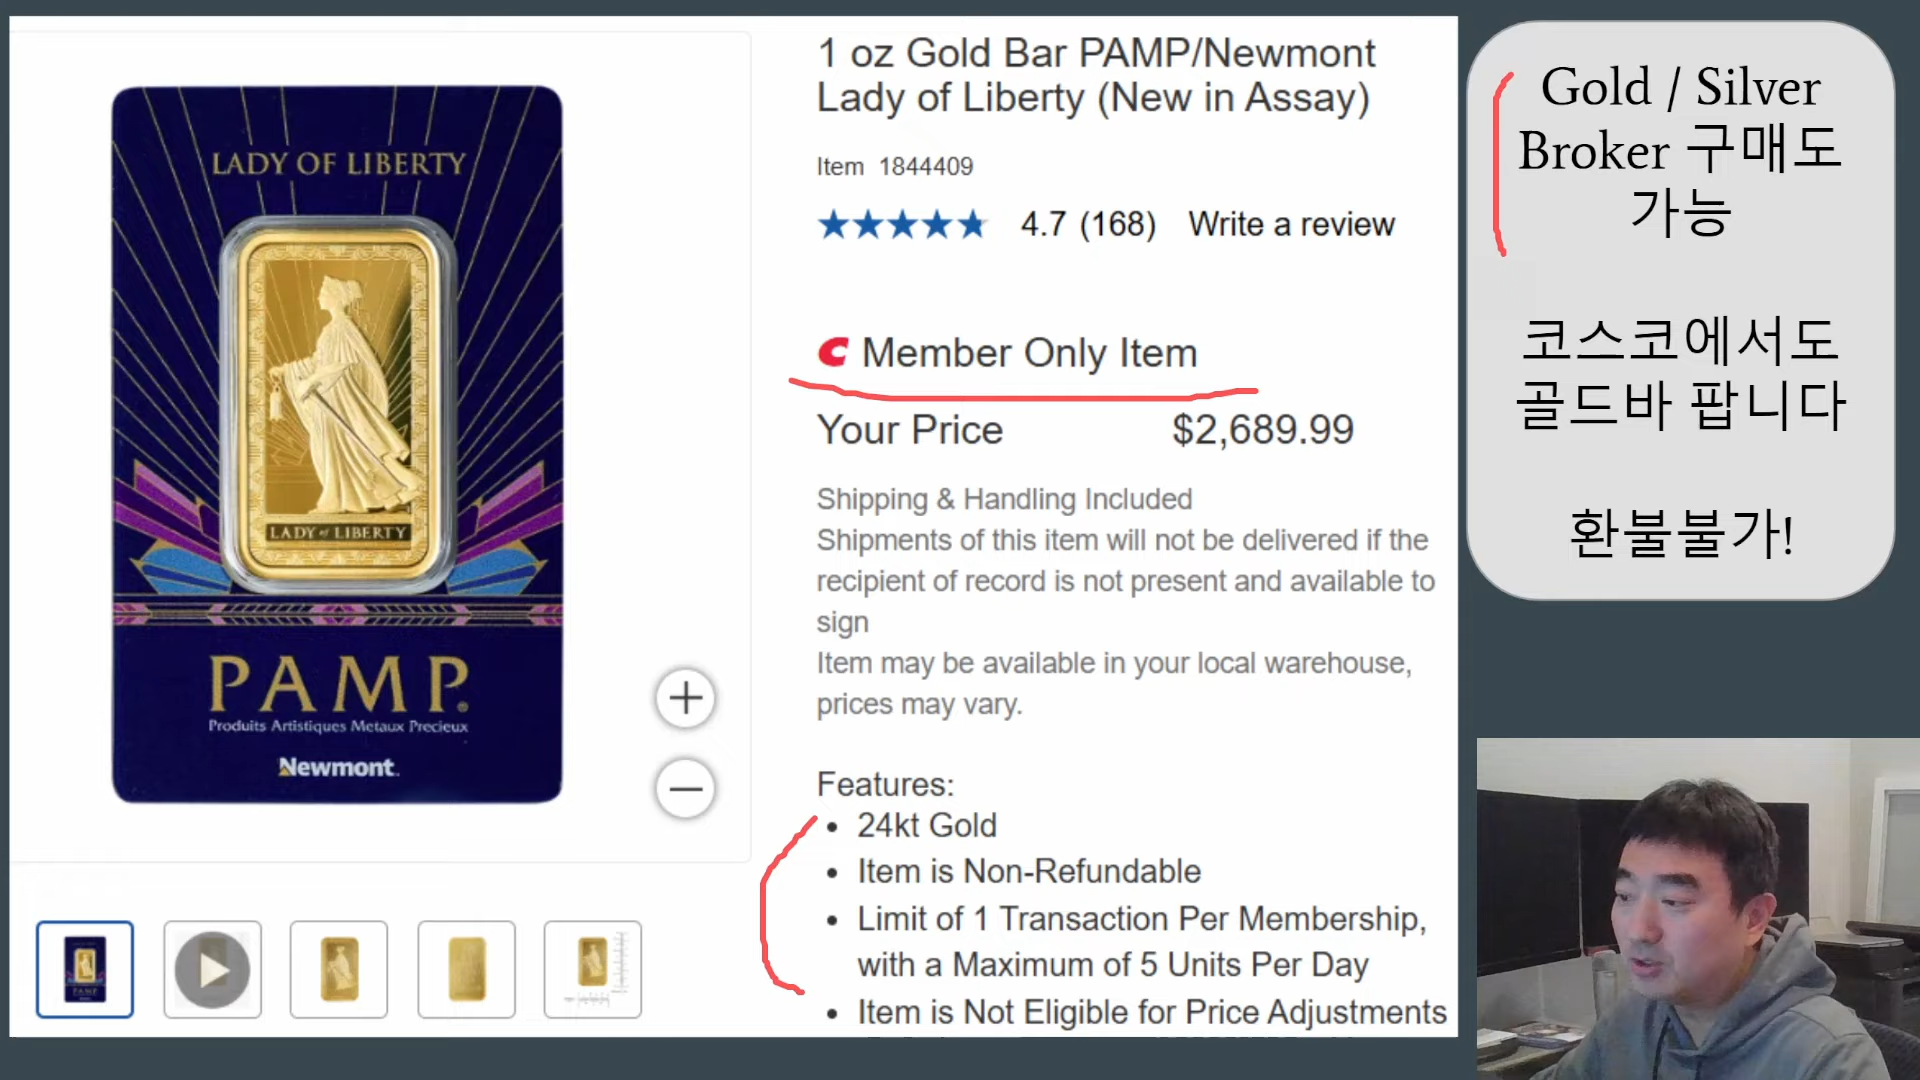 LADY OF LIBERTY
LADY of LIBERTY
PAMP®
Produits Artistiques Metaux Precieux
Newmont.
1 oz Gold Bar PAMP/Newmont
Lady of Liberty (New in Assay)
Item 1844409
4.7 (168) Write a review
Member Only Item
Your Price $2,689.99
Shipping & Handling Included
Shipments of this item will not be delivered if the
recipient of record is not present and available to
sign
Item may be available in your local warehouse,
prices may vary.
Features:
• 24kt Gold
• Item is Non-Refundable
• Limit of 1 Transaction Per Membership,
with a Maximum of 5 Units Per Day
• Item is Not Eligible for Price Adjustments
Gold / Silver
Broker 구매도
가능
코스코에서도
골드바 팝니다
환불불가!